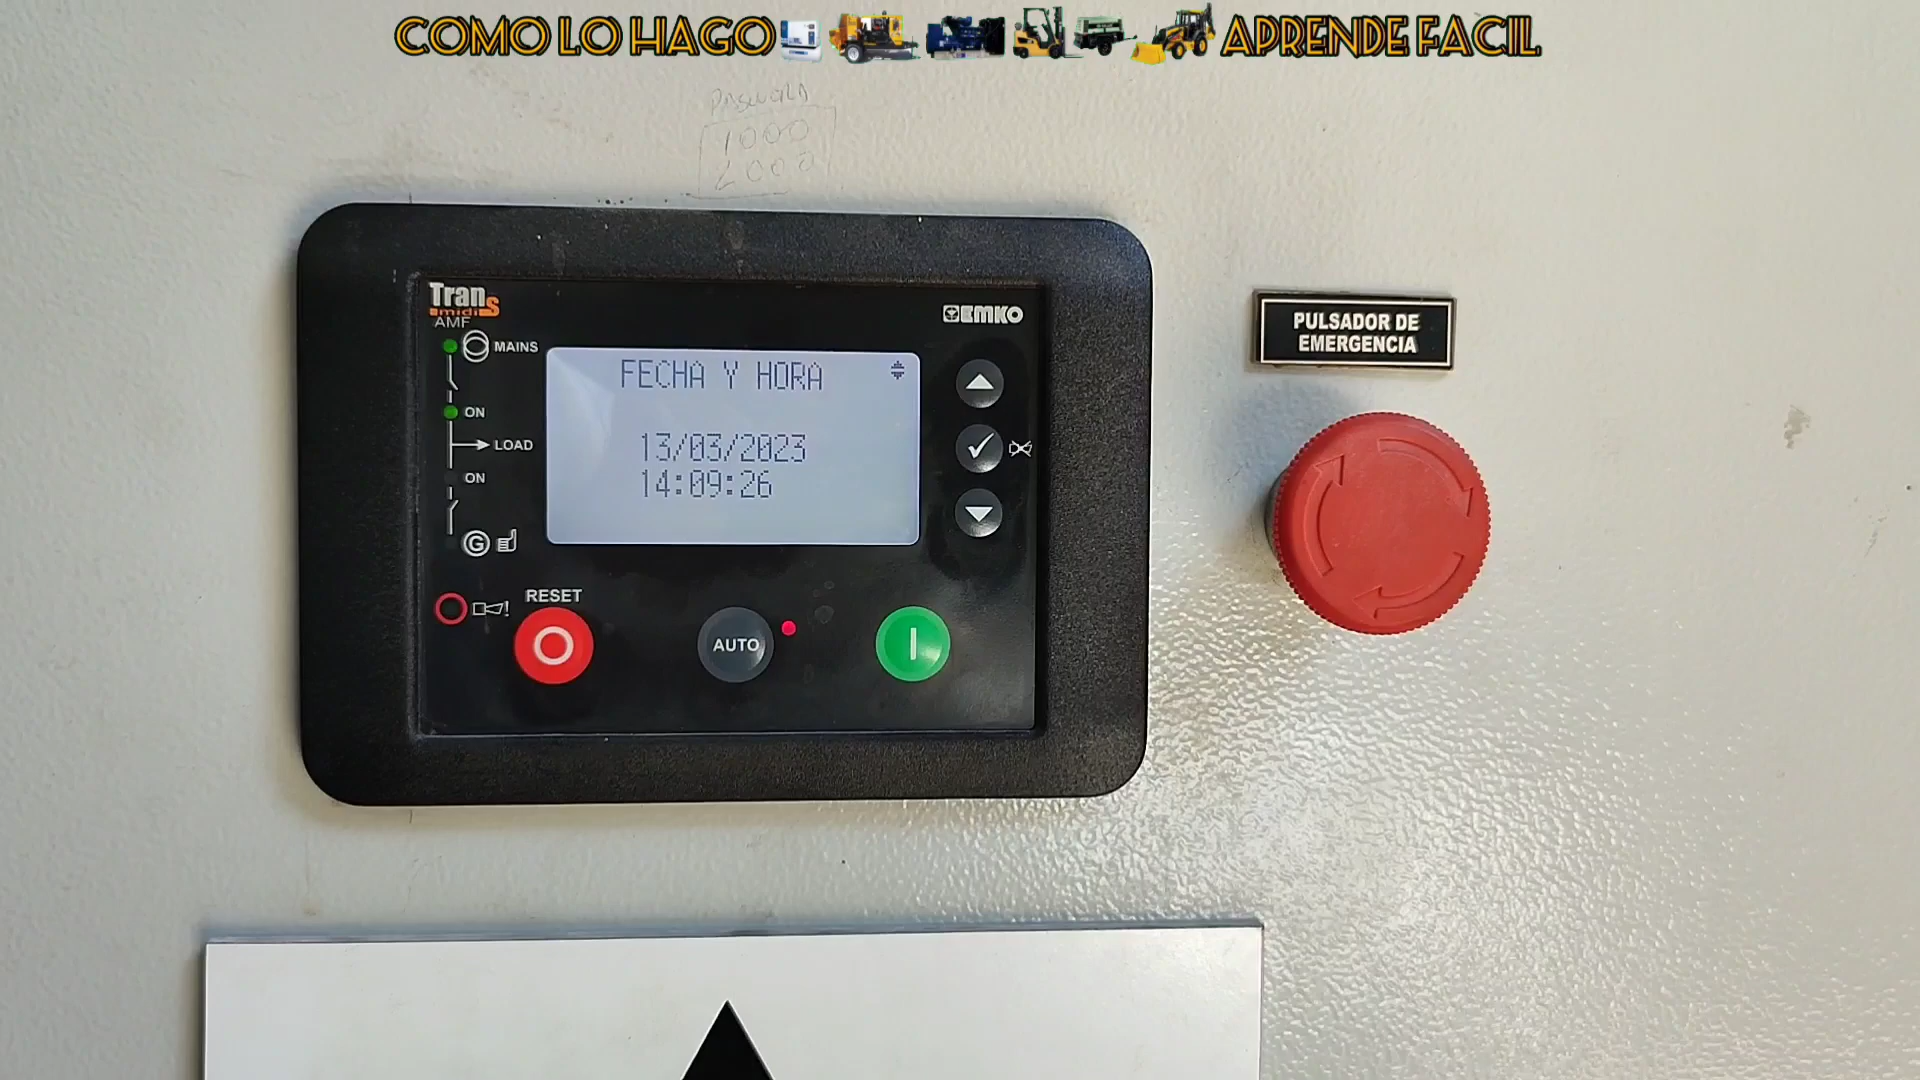 COMO LO HAGO APRENDE FACIL
1000
2000
Trans
midi
AMF
EMKO
MAINS
ON
LOAD
ON
G
FECHA Y HORA
13/03/2023
14:09:26
RESET
AUTO
PULSADOR DE
EMERGENCIA